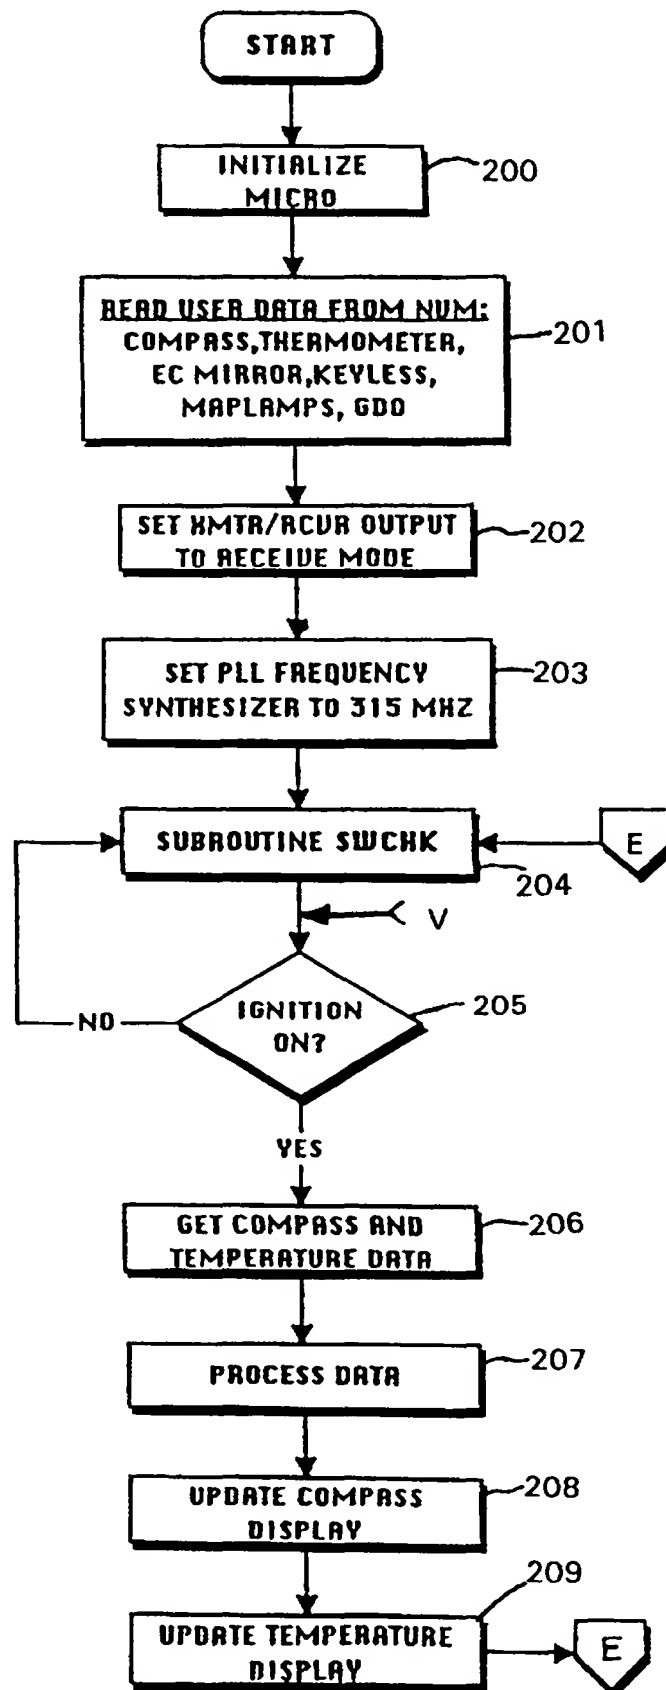 START
INITIALIZE
MICRO
200
READ USER DATA FROM NVM:
COMPASS,THERMOMETER,
EC MIRROR,KEYLESS,
MAPLAMPS, GDO
201
SET XMTR/RCVR OUTPUT
TO RECEIVE MODE
202
SET PLL FREQUENCY
SYNTHESIZER TO 315 MHZ
203
SUBROUTINE SWCHK
E
204
V
IGNITION
ON?
205
NO
YES
GET COMPASS AND
TEMPERATURE DATA
206
PROCESS DATA
207
UPDATE COMPASS
DISPLAY
208
209
UPDATE TEMPERATURE
DISPLAY
E